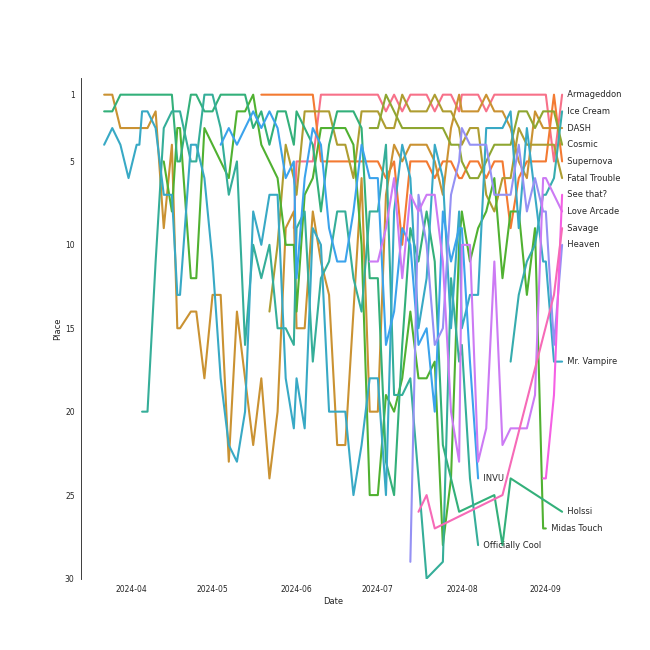 1
5
10
15
20
25
30
Place
2024-04
2024-05
2024-06
2024-07
2024-08
2024-09
Date
Armageddon
Ice Cream
DASH
Cosmic
Supernova
Fatal Trouble
See that?
Love Arcade
Savage
Heaven
Mr. Vampire
INVU
Holssi
Midas Touch
Officially Cool